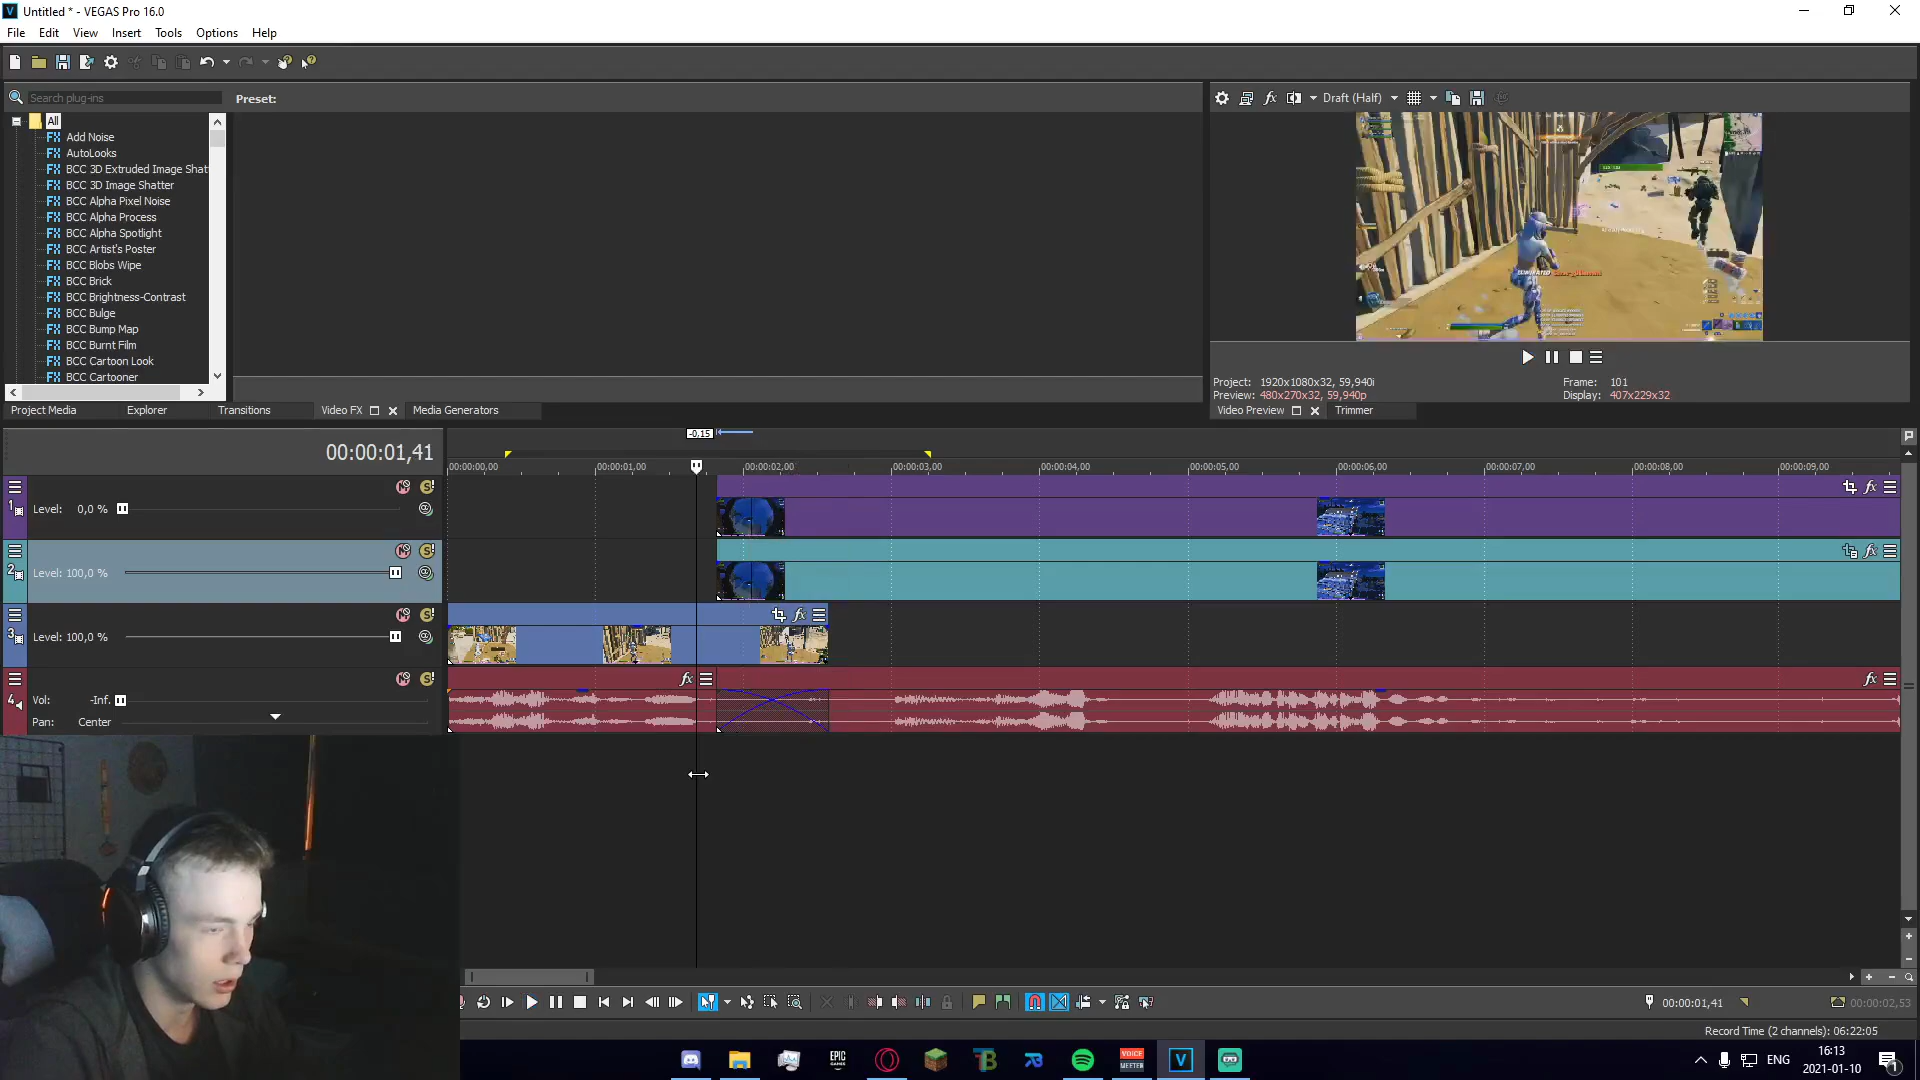 Untitled * - VEGAS Pro 16.0
File Edit View Insert Tools Options Help
Search plug-ins
Preset:
Draft (Half)
All
FX Add Noise
FX AutoLooks
FX BCC 3D Extruded Image Shat
FX BCC 3D Image Shatter
FX BCC Alpha Pixel Noise
FX BCC Alpha Process
FX BCC Alpha Spotlight
FX BCC Artist's Poster
FX BCC Blobs Wipe
FX BCC Brick
FX BCC Brightness-Contrast
FX BCC Bulge
FX BCC Bump Map
FX BCC Burnt Film
FX BCC Cartoon Look
FX BCC Cartooner
Project: 1920x1080x32, 59,940i Frame: 101
Preview: 480x270x32, 59,940p Display: 407x229x32
Project Media Explorer Transitions Video FX Media Generators
Video Preview Trimmer
-0,15
00:00:01,41
00:00:00,00 00:00:01,00 00:00:02,00 00:00:03,00 00:00:04,00 00:00:05,00 00:00:06,00 00:00:07,00 00:00:08,00 00:00:09,00
1 Level: 0,0 %
2 Level: 100,0 %
3 Level: 100,0 %
4 Vol: -Inf.
Pan: Center
00:00:01,41 00:00:02,53
Record Time (2 channels): 06:22:05
EPIC GAMES
VOICE MEETER
V
ENG
16:13
2021-01-10
1